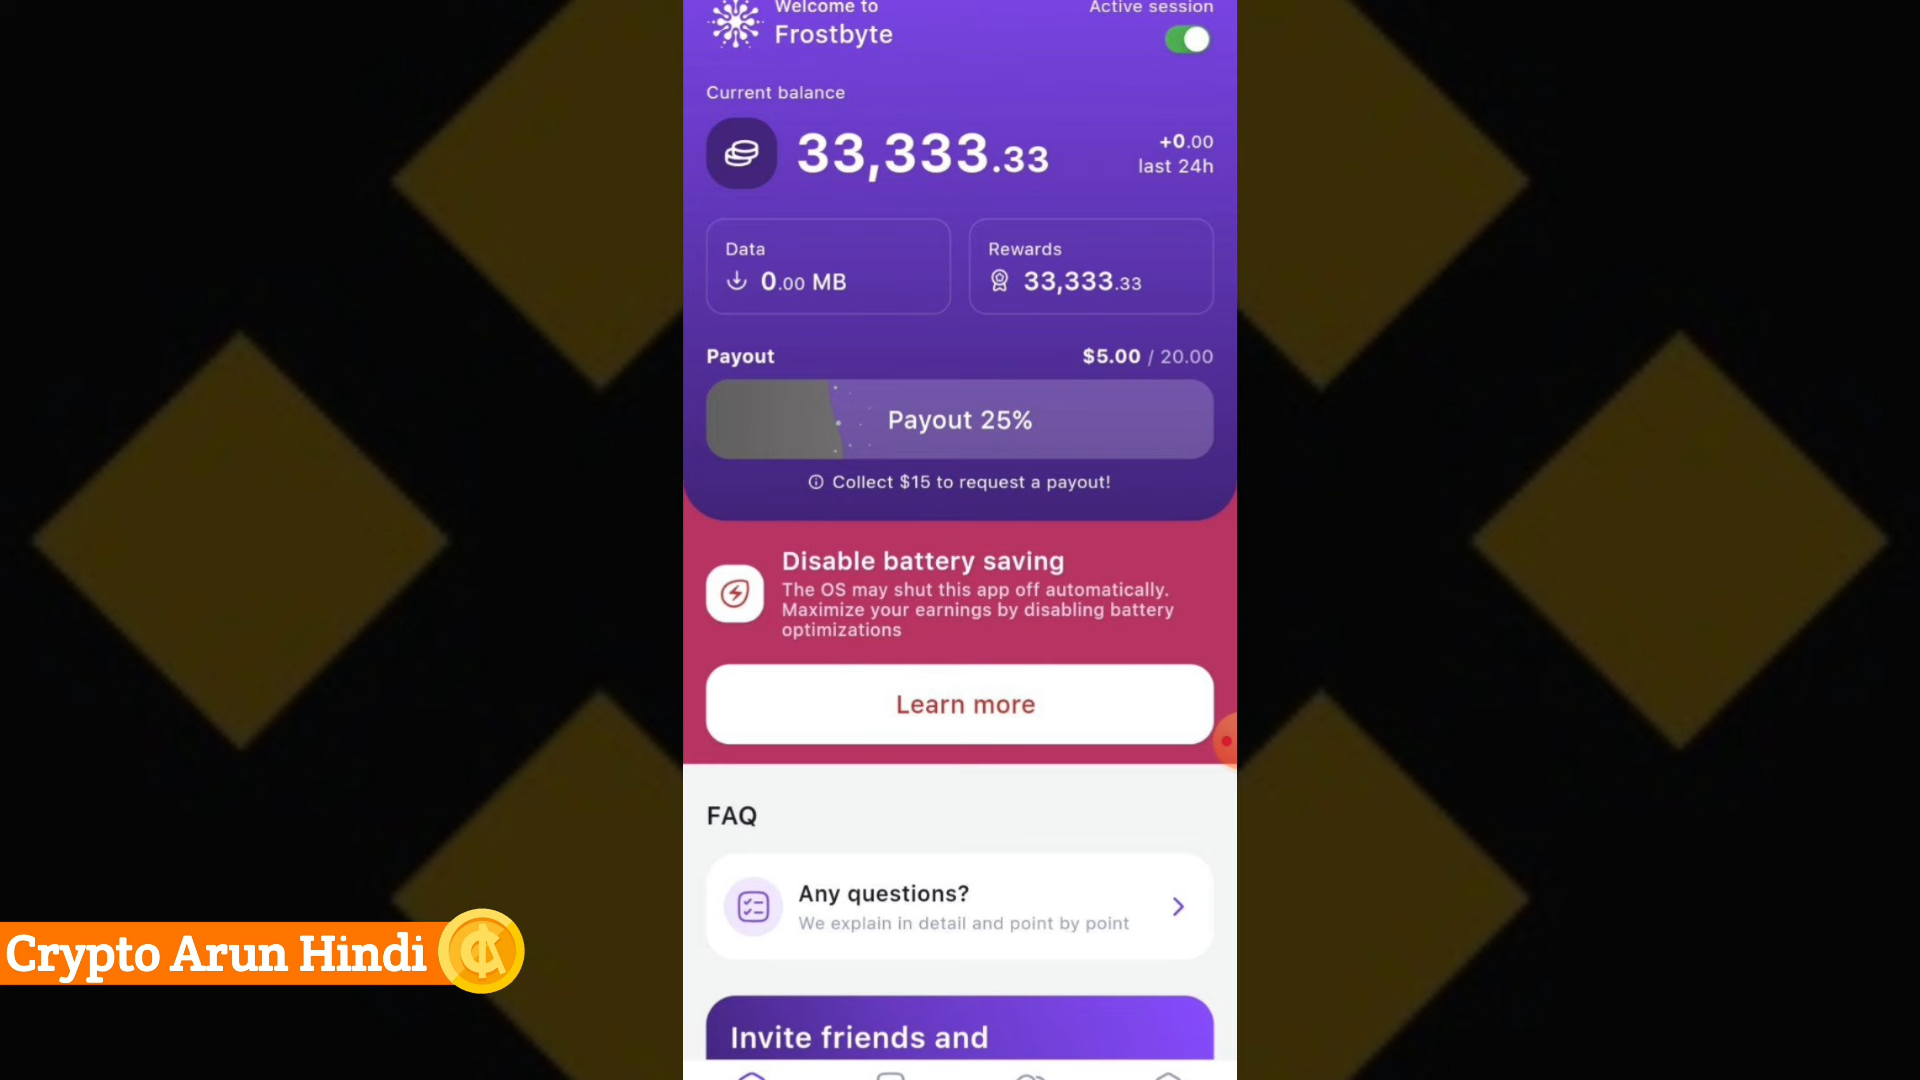 Welcome to
Frostbyte
Active session
Current balance
33,333.33
+0.00
last 24h
Data
0.00 MB
Rewards
33,333.33
Payout
$5.00 / 20.00
Payout 25%
Collect $15 to request a payout!
Disable battery saving
The OS may shut this app off automatically.
Maximize your earnings by disabling battery
optimizations
Learn more
FAQ
Any questions?
We explain in detail and point by point
Invite friends and
Crypto Arun Hindi